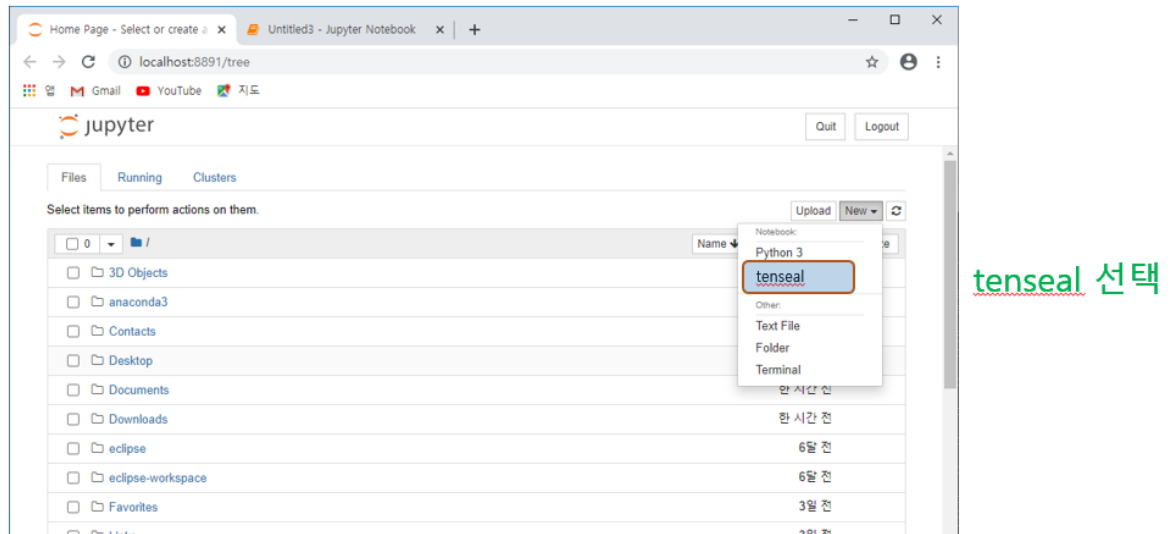 Home Page - Select or create a
Untitled3 - Jupyter Notebook
localhost:8891/tree
앱 Gmail YouTube 지도
jupyter
Quit Logout
Files Running Clusters
Select items to perform actions on them.
Upload New
0 / Name
Notebook:
Python 3
3D Objects
tenseal
tenseal 선택
anaconda3
Other:
Contacts
Text File
Folder
Desktop
Terminal
Documents 한 시간 전
Downloads 한 시간 전
eclipse 6달 전
eclipse-workspace 6달 전
Favorites 3일 전